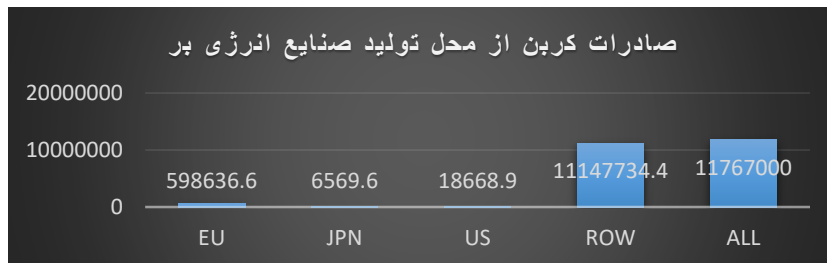 صادرات کربن از محل تولید صنایع انرژی بر
20000000
10000000
0
598636.6 6569.6 18668.9 11147734.4 11767000
EU JPN US ROW ALL